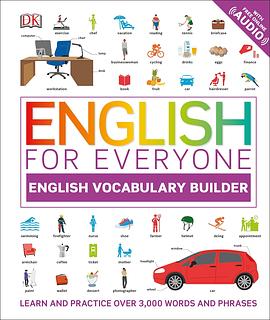 DK
WITH FREE ONLINE AUDIO
exercise
chef
vacation
reading
tennis
briefcase
computer
chair
lamp
desk
businesswoman
cycling
drinks
eggs
finance
workstation
book
fruit
car
hairdresser
parrot
ENGLISH
FOR EVERYONE
ENGLISH VOCABULARY BUILDER
swimming
firefighter
nurse
shoe
farmer
helmet
skiing
appointment
armchair
coffee
ticket
mother
window
trunk
wheel
headlight
paint
wallet
dessert
photographer
LEARN AND PRACTICE OVER 3,000 WORDS AND PHRASES